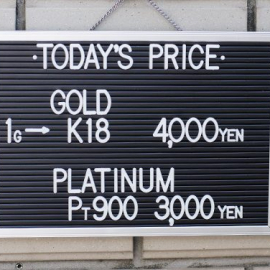 ·TODAY'S PRICE·
GOLD
1G→ K18 4,000YEN
PLATINUM
PT900 3,000YEN